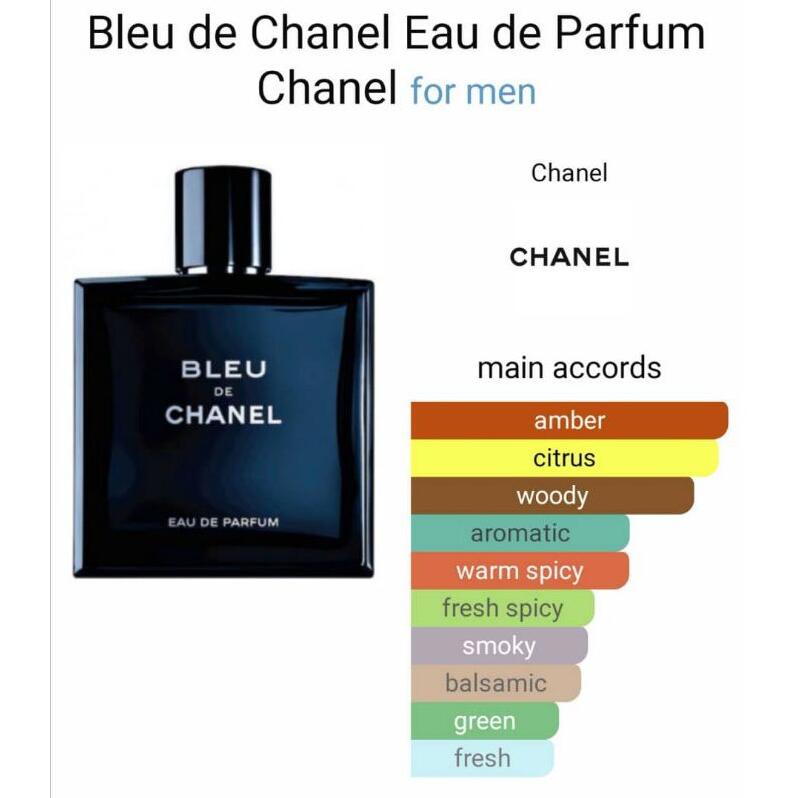 Bleu de Chanel Eau de Parfum
Chanel for men
Chanel
CHANEL
BLEU
DE
CHANEL
EAU DE PARFUM
main accords
amber
citrus
woody
aromatic
warm spicy
fresh spicy
smoky
balsamic
green
fresh